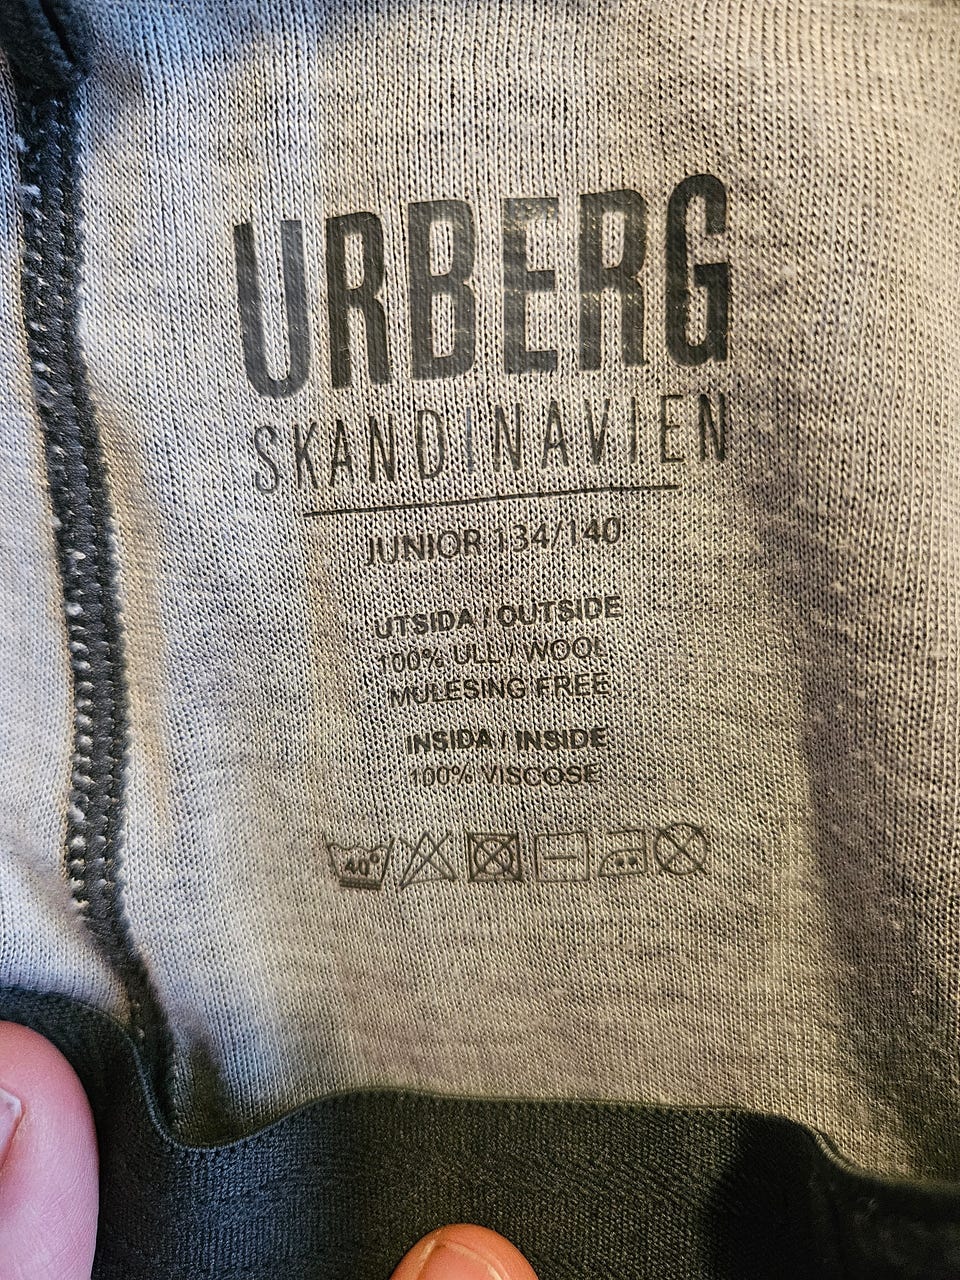 URBERG
SKANDINAVIEN
JUNIOR 134/140
UTSIDA / OUTSIDE
100% ULL / WOOL
MULESING FREE
INSIDA / INSIDE
100% VISCOSE
40°